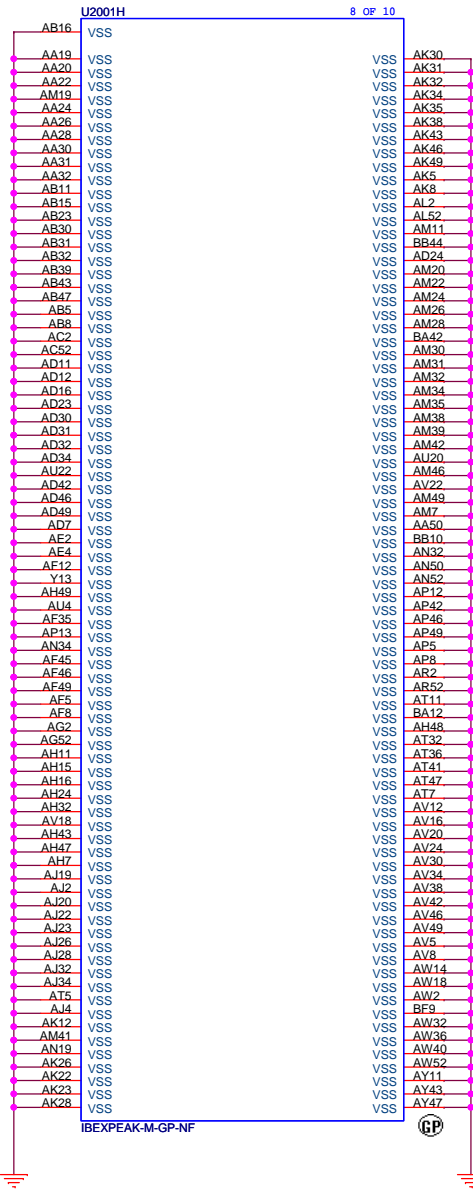 U2001H 8 OF 10
AB16 VSS
AA19 VSS VSS AK30
AA20 VSS VSS AK31
AA22 VSS VSS AK32
AM19 VSS VSS AK34
AA24 VSS VSS AK35
AA26 VSS VSS AK38
AA28 VSS VSS AK43
AA30 VSS VSS AK46
AA31 VSS VSS AK49
AA32 VSS VSS AK5
AB11 VSS VSS AK8
AB15 VSS VSS AL2
AB23 VSS VSS AL52
AB30 VSS VSS AM11
AB31 VSS VSS BB44
AB32 VSS VSS AD24
AB39 VSS VSS AM20
AB43 VSS VSS AM22
AB47 VSS VSS AM24
AB5 VSS VSS AM26
AB8 VSS VSS AM28
AC2 VSS VSS BA42
AC52 VSS VSS AM30
AD11 VSS VSS AM31
AD12 VSS VSS AM32
AD16 VSS VSS AM34
AD23 VSS VSS AM35
AD30 VSS VSS AM38
AD31 VSS VSS AM39
AD32 VSS VSS AM42
AD34 VSS VSS AU20
AU22 VSS VSS AM46
AD42 VSS VSS AV22
AD46 VSS VSS AM49
AD49 VSS VSS AM7
AD7 VSS VSS AA50
AE2 VSS VSS BB10
AE4 VSS VSS AN32
AF12 VSS VSS AN50
Y13 VSS VSS AN52
AH49 VSS VSS AP12
AU4 VSS VSS AP42
AF35 VSS VSS AP46
AP13 VSS VSS AP49
AN34 VSS VSS AP5
AF45 VSS VSS AP8
AF46 VSS VSS AR2
AF49 VSS VSS AR52
AF5 VSS VSS AT11
AF8 VSS VSS BA12
AG2 VSS VSS AH48
AG52 VSS VSS AT32
AH11 VSS VSS AT36
AH15 VSS VSS AT41
AH16 VSS VSS AT47
AH24 VSS VSS AT7
AH32 VSS VSS AV12
AV18 VSS VSS AV16
AH43 VSS VSS AV20
AH47 VSS VSS AV24
AH7 VSS VSS AV30
AJ19 VSS VSS AV34
AJ2 VSS VSS AV38
AJ20 VSS VSS AV42
AJ22 VSS VSS AV46
AJ23 VSS VSS AV49
AJ26 VSS VSS AV5
AJ28 VSS VSS AV8
AJ32 VSS VSS AW14
AJ34 VSS VSS AW18
AT5 VSS VSS AW2
AJ4 VSS VSS BF9
AK12 VSS VSS AW32
AM41 VSS VSS AW36
AN19 VSS VSS AW40
AK26 VSS VSS AW52
AK22 VSS VSS AY11
AK23 VSS VSS AY43
AK28 VSS VSS AY47
IBEXPEAK-M-GP-NF GP